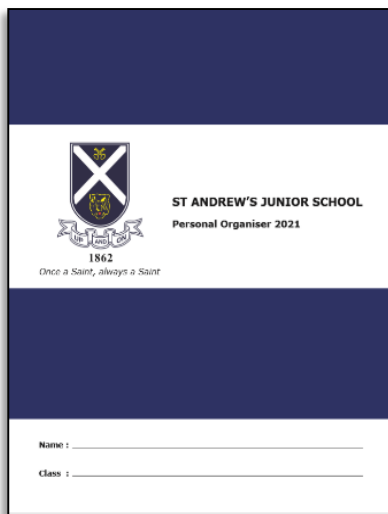 ST ANDREW'S JUNIOR SCHOOL
Personal Organiser 2021
UP AND ON
1862
Once a Saint, always a Saint
Name :
Class :